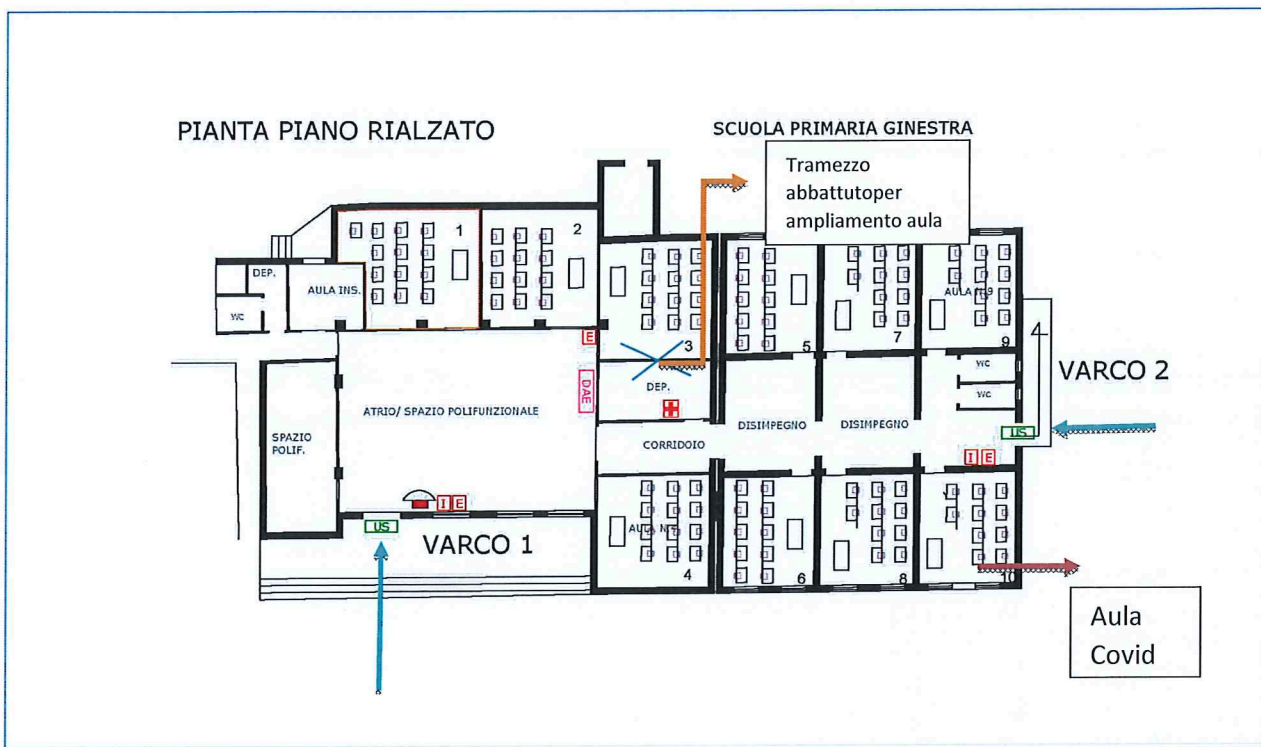 PIANTA PIANO RIALZATO
SCUOLA PRIMARIA GINESTRA
Tramezzo
abbattutoper
ampliamento aula
1
2
DEP.
AULA INS.
WC
3
5
7
AULA N.9
9
E
DAE
DEP.
WC
WC
VARCO 2
ATRIO/ SPAZIO POLIFUNZIONALE
SPAZIO
POLIF.
CORRIDOIO
DISIMPEGNO
DISIMPEGNO
US
I E
I E
US
VARCO 1
4
6
8
10
Aula
Covid